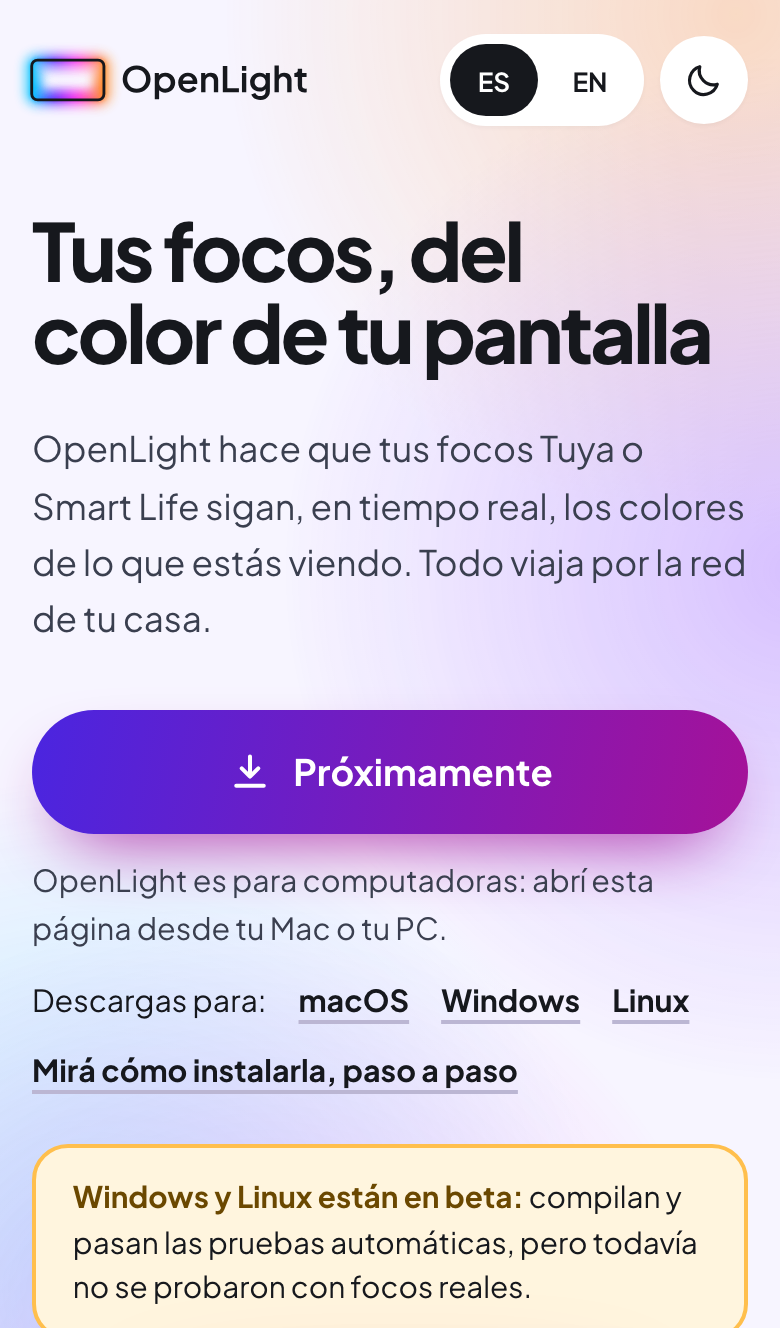 OpenLight
ES EN
Tus focos, del
color de tu pantalla
OpenLight hace que tus focos Tuya o
Smart Life sigan, en tiempo real, los colores
de lo que estás viendo. Todo viaja por la red
de tu casa.
Próximamente
OpenLight es para computadoras: abrí esta
página desde tu Mac o tu PC.
Descargas para: macOS Windows Linux
Mirá cómo instalarla, paso a paso
Windows y Linux están en beta: compilan y
pasan las pruebas automáticas, pero todavía
no se probaron con focos reales.